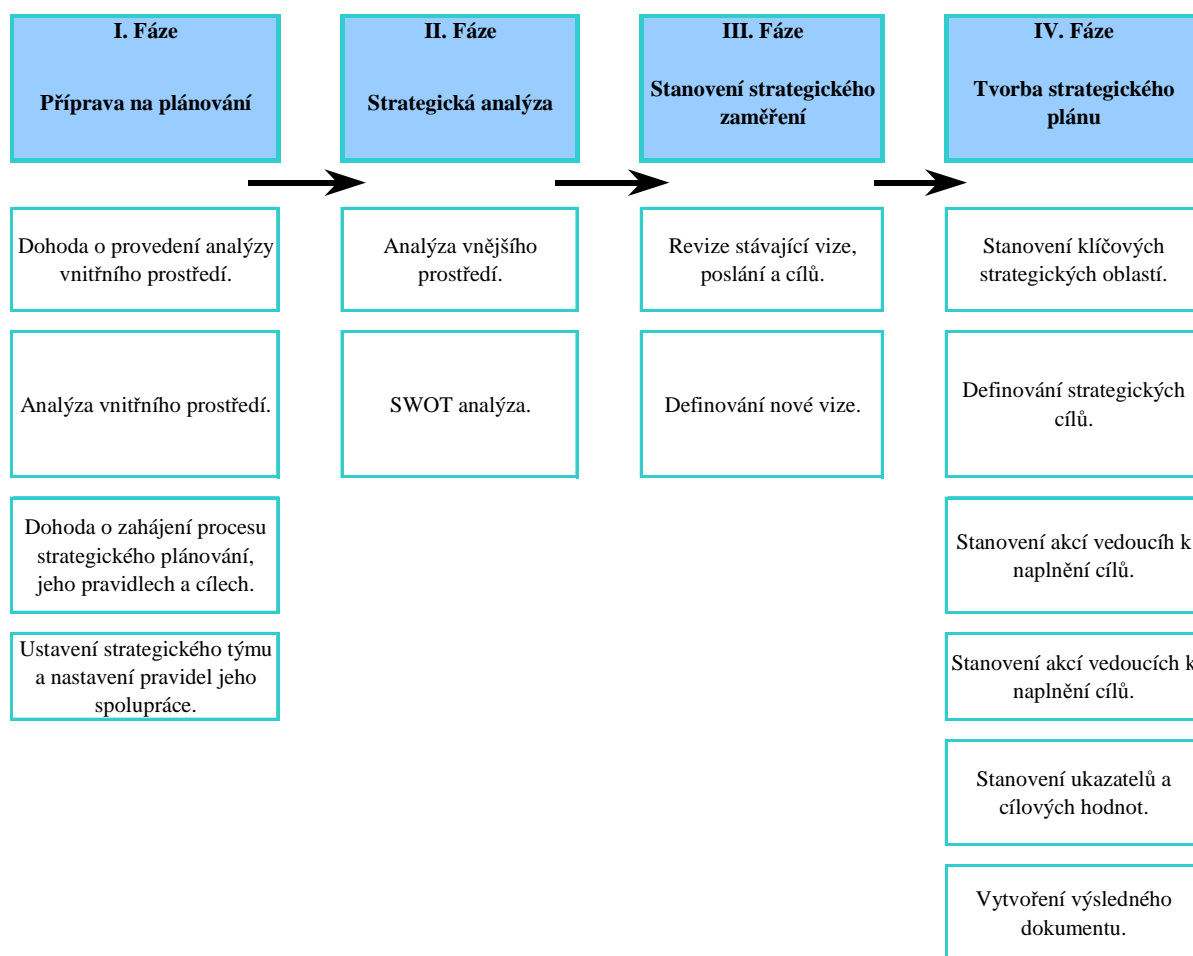 I. Fáze
Příprava na plánování
II. Fáze
Strategická analýza
III. Fáze
Stanovení strategického
zaměření
IV. Fáze
Tvorba strategického
plánu
Dohoda o provedení analýzy
vnitřního prostředí.
Analýza vnitřního prostředí.
Dohoda o zahájení procesu
strategického plánování,
jeho pravidlech a cílech.
Ustavení strategického týmu
a nastavení pravidel jeho
spolupráce.
Analýza vnějšího
prostředí.
SWOT analýza.
Revize stávající vize,
poslání a cílů.
Definování nové vize.
Stanovení klíčových
strategických oblastí.
Definování strategických
cílů.
Stanovení akcí vedoucíh k
naplnění cílů.
Stanovení akcí vedoucích k
naplnění cílů.
Stanovení ukazatelů a
cílových hodnot.
Vytvoření výsledného
dokumentu.